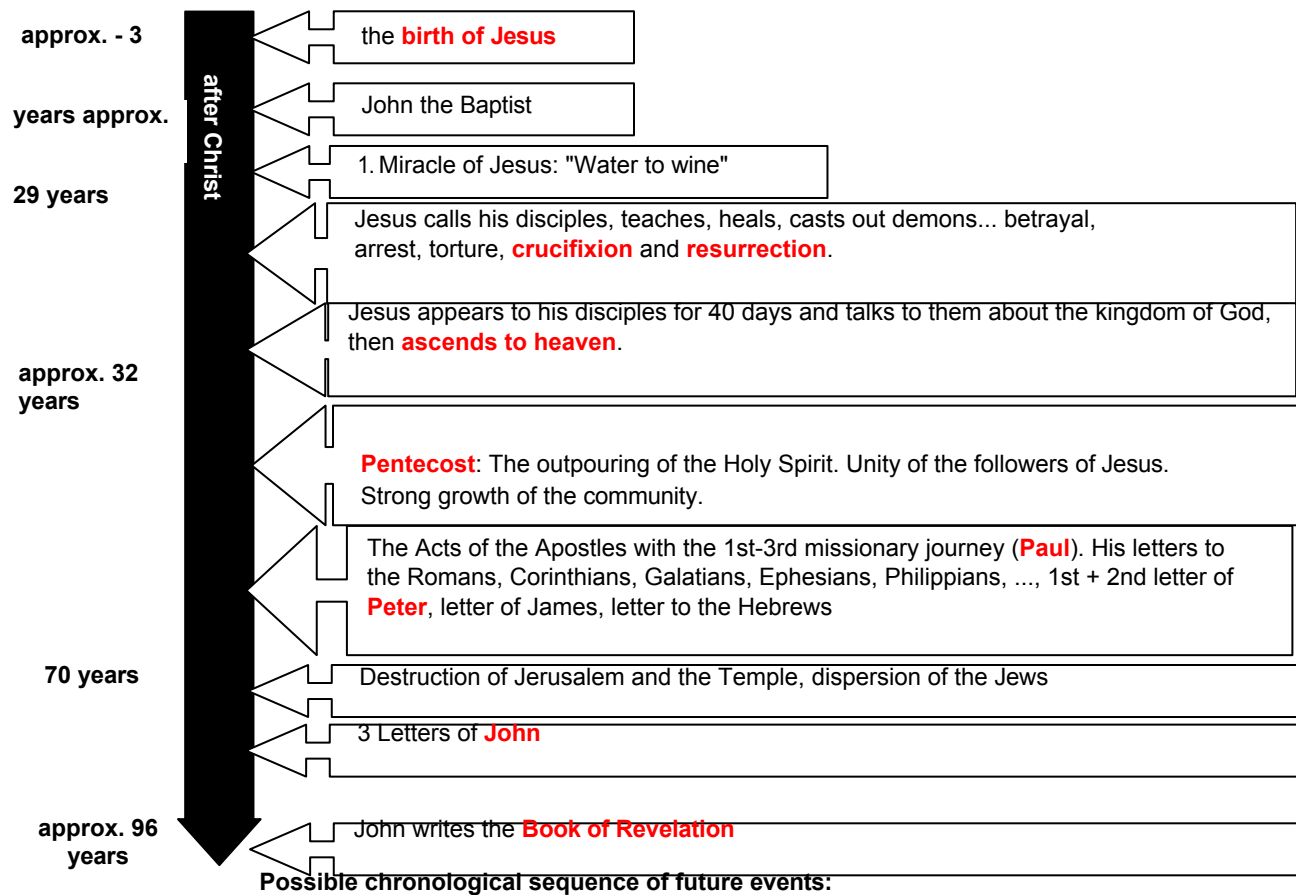 approx. - 3
the birth of Jesus
after Christ
years approx.
John the Baptist
1. Miracle of Jesus: "Water to wine"
29 years
Jesus calls his disciples, teaches, heals, casts out demons... betrayal,
arrest, torture, crucifixion and resurrection.
Jesus appears to his disciples for 40 days and talks to them about the kingdom of God,
then ascends to heaven.
approx. 32
years
Pentecost: The outpouring of the Holy Spirit. Unity of the followers of Jesus.
Strong growth of the community.
The Acts of the Apostles with the 1st-3rd missionary journey (Paul). His letters to
the Romans, Corinthians, Galatians, Ephesians, Philippians, ..., 1st + 2nd letter of
Peter, letter of James, letter to the Hebrews
70 years
Destruction of Jerusalem and the Temple, dispersion of the Jews
3 Letters of John
approx. 96
years
John writes the Book of Revelation
Possible chronological sequence of future events: